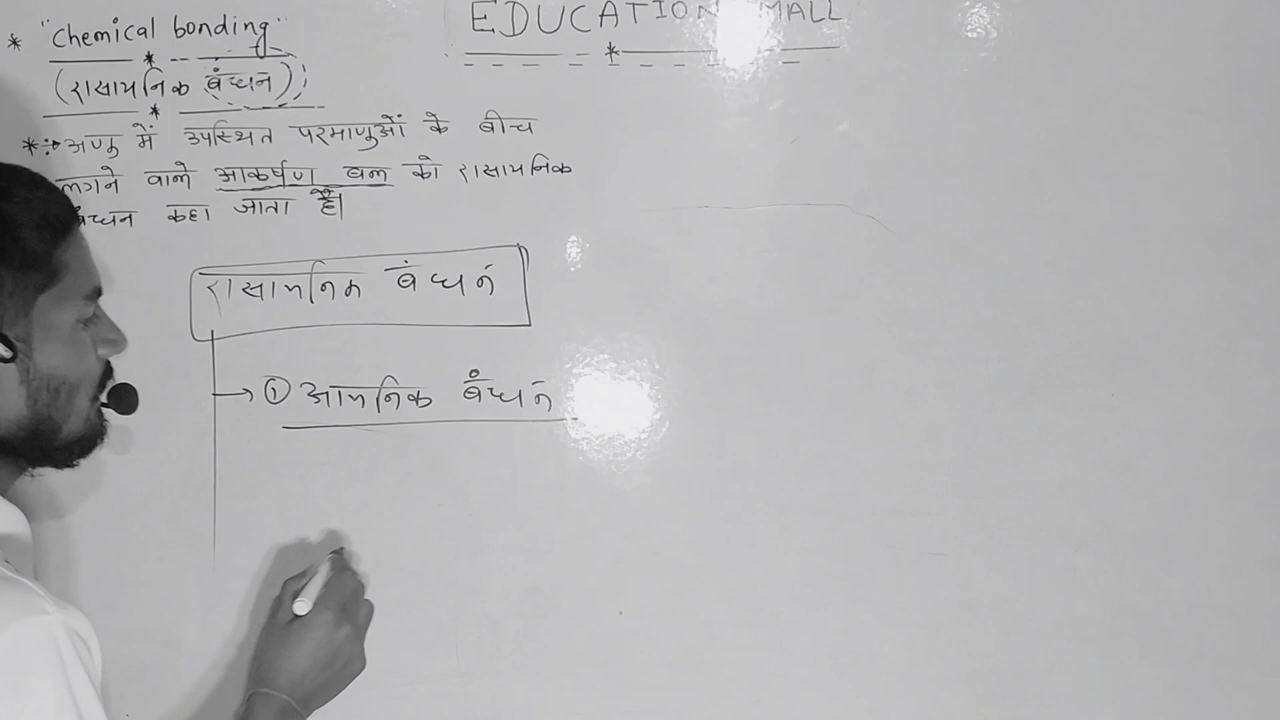 EDUCATION MALL
* "Chemical bonding"
(रासायनिक बंधन)
*:→ अणु में उपस्थित परमाणुओं के बीच
लगने वाले आकर्षण बल को रासायनिक
बन्धन कहा जाता है।
रासायनिक बंधन
→ ① आयनिक बंधन